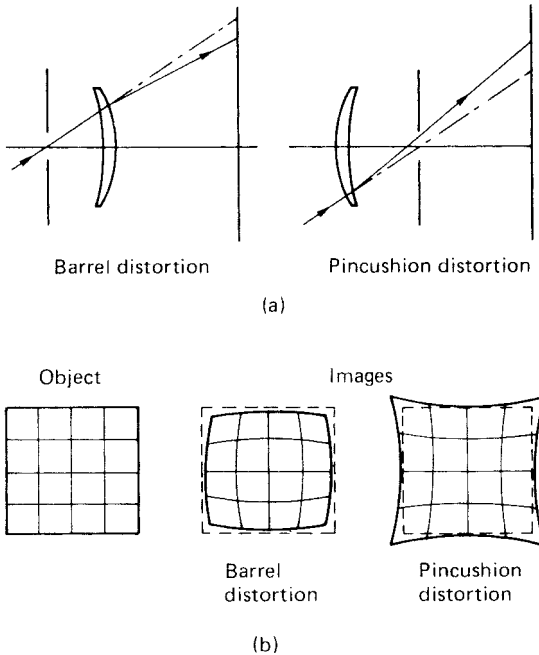 Barrel distortion
Pincushion distortion
(a)
Object
Images
Barrel
distortion
Pincushion
distortion
(b)